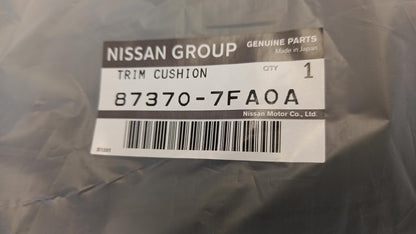 NISSAN GROUP
GENUINE PARTS
Made in Japan
TRIM CUSHION
QTY 1
87370-7FA0A
Nissan Motor Co., Ltd.